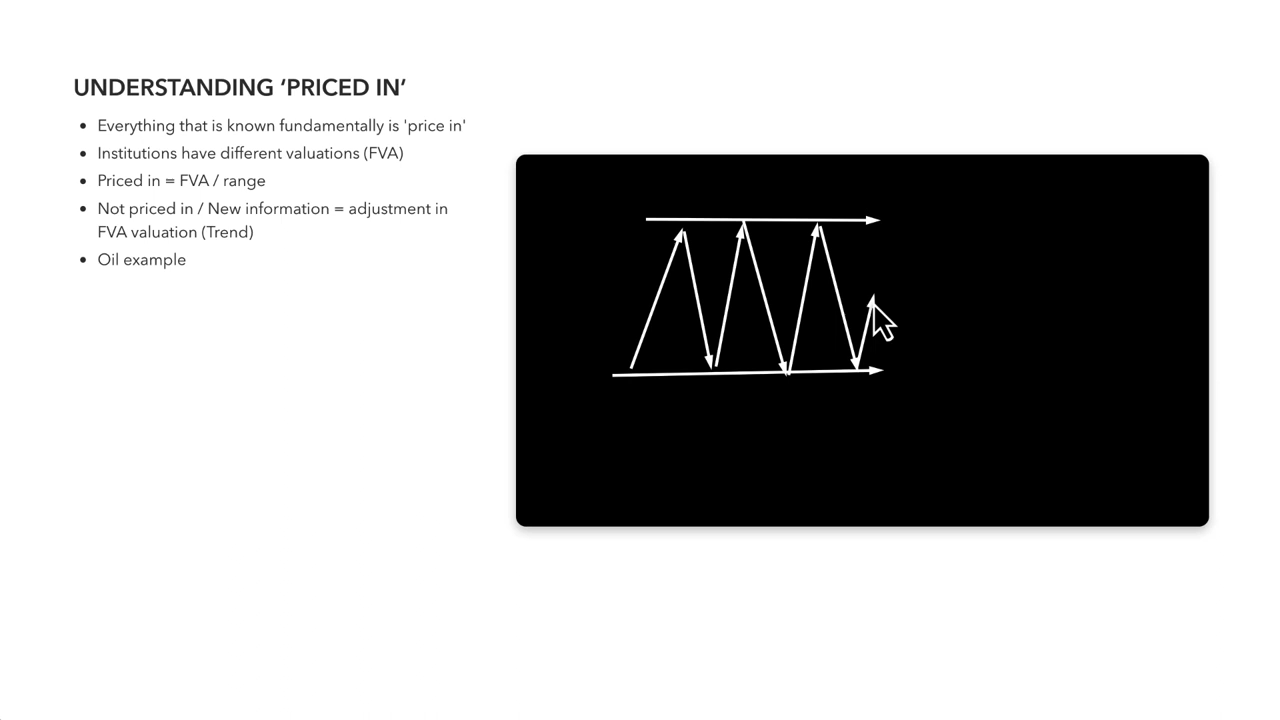 UNDERSTANDING ‘PRICED IN’
• Everything that is known fundamentally is 'price in'
• Institutions have different valuations (FVA)
• Priced in = FVA / range
• Not priced in / New information = adjustment in
FVA valuation (Trend)
• Oil example